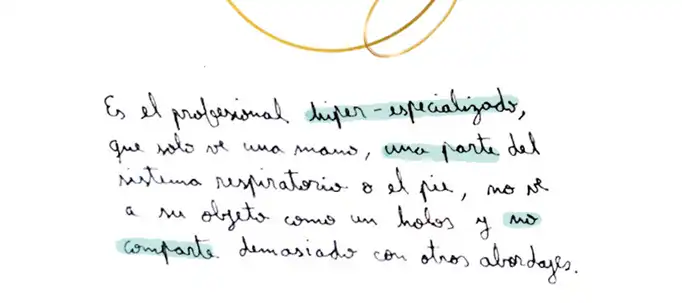 Es el profesional hiper-especializado,
que solo ve una mano, una parte del
sistema respiratorio o el pie, no ve
a su objeto como un holos y no
comparte demasiado con otros abordajes.